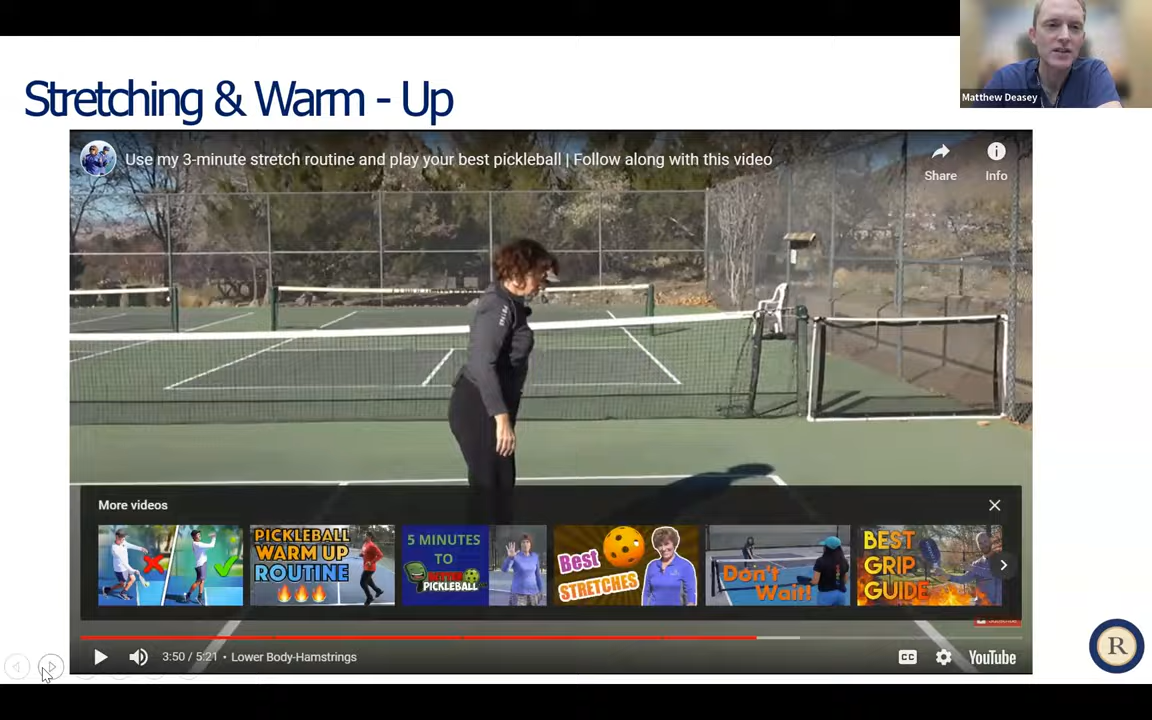 Matthew Deasey
Stretching & Warm - Up
Use my 3-minute stretch routine and play your best pickleball | Follow along with this video
Share
Info
More videos
PICKLEBALL
WARM UP
ROUTINE
5 MINUTES
TO
PICKLEBALL
Best
STRETCHES
Don't
Wait!
BEST
GRIP
GUIDE
3:50 / 5:21 • Lower Body-Hamstrings
CC
YouTube
R